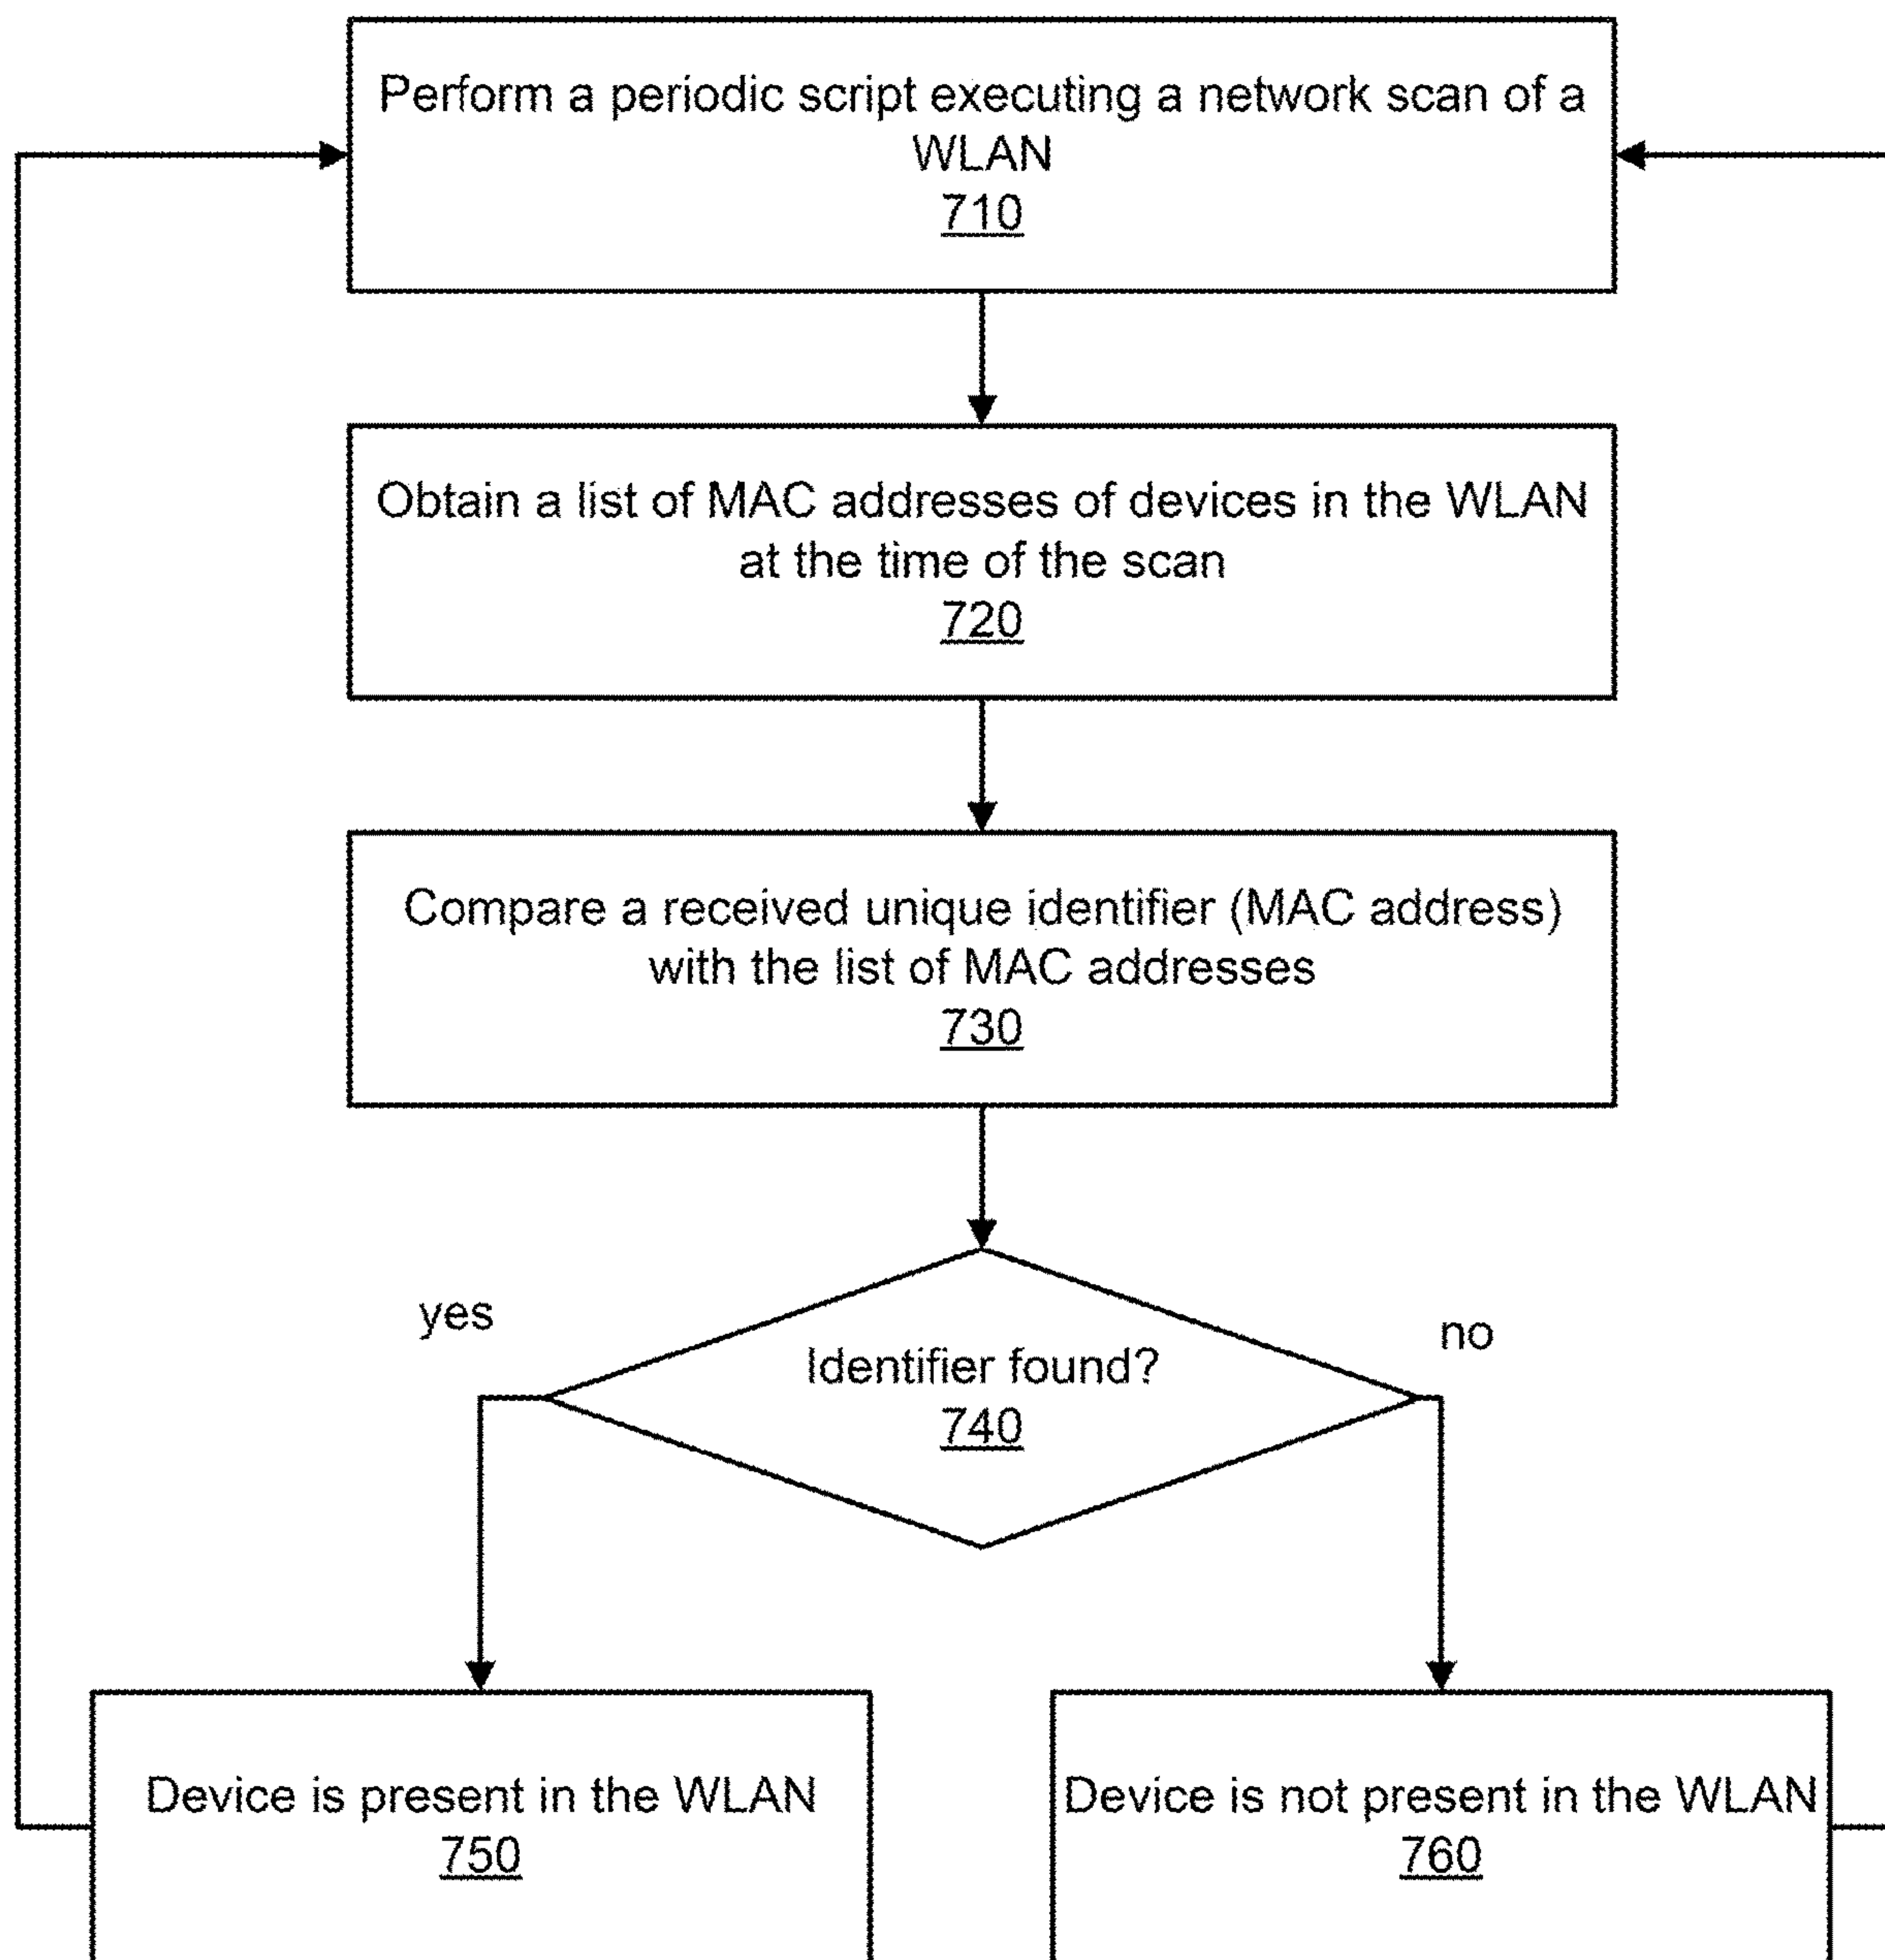 Perform a periodic script executing a network scan of a
WLAN
710
Obtain a list of MAC addresses of devices in the WLAN
at the time of the scan
720
Compare a received unique identifier (MAC address)
with the list of MAC addresses
730
yes
no
Identifier found?
740
Device is present in the WLAN
750
Device is not present in the WLAN
760